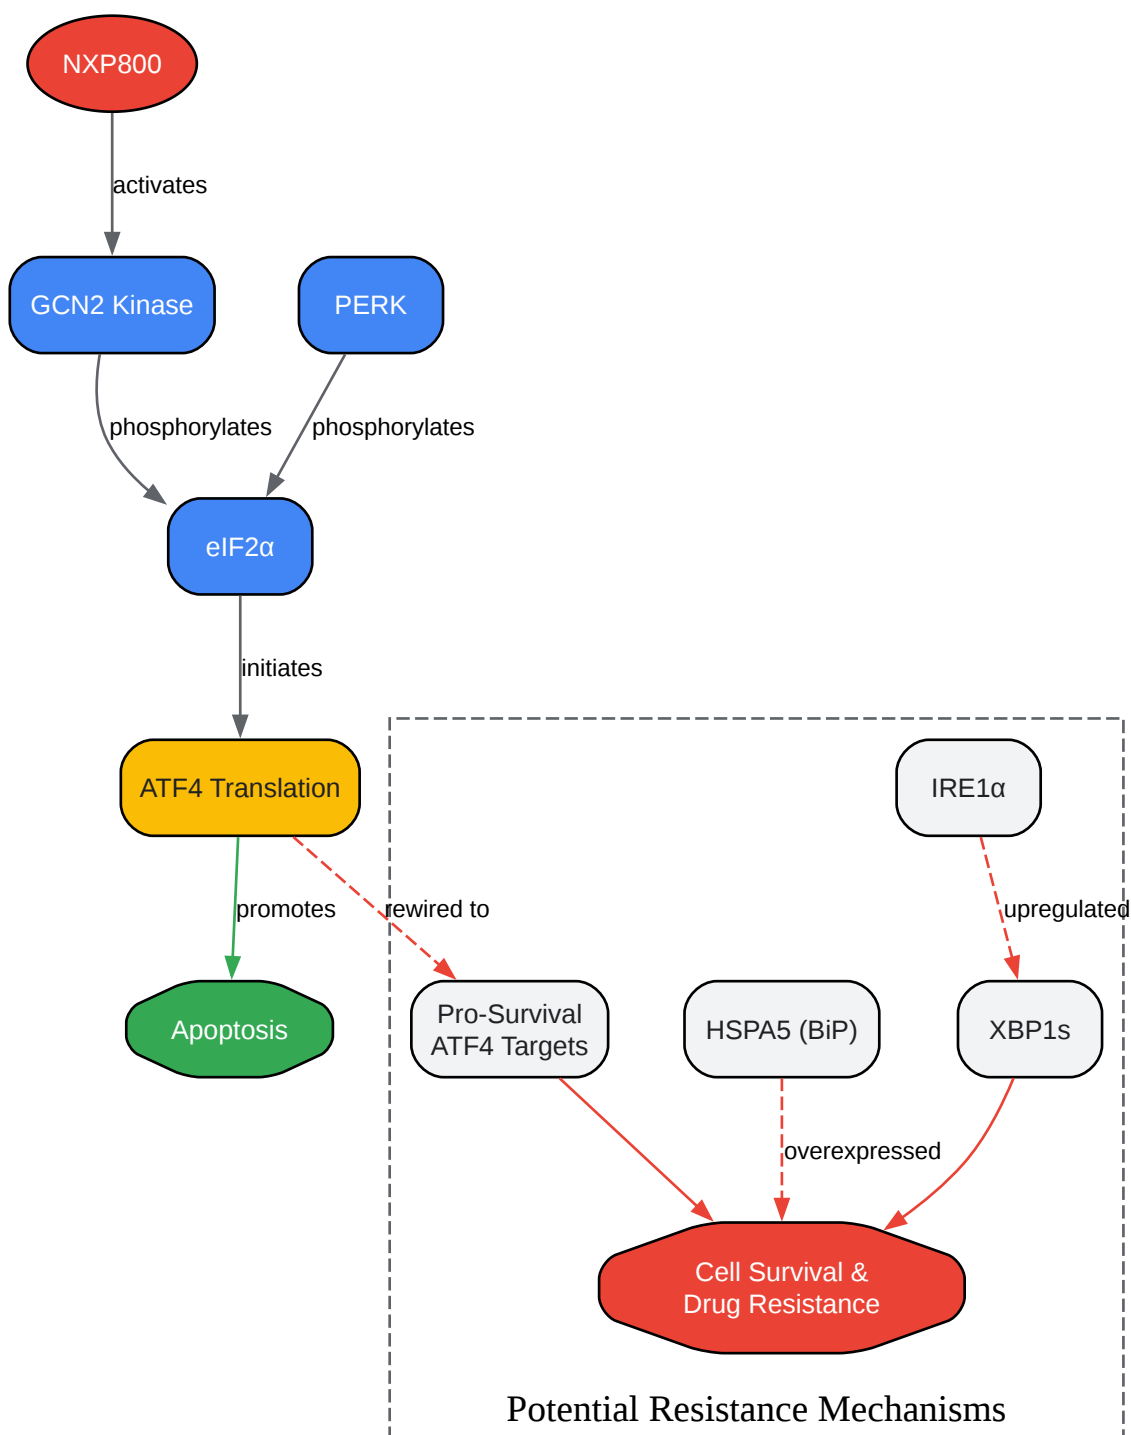 NXP800
activates
GCN2 Kinase
PERK
phosphorylates
phosphorylates
eIF2α
initiates
ATF4 Translation
IRE1α
promotes
rewired to
upregulated
Apoptosis
Pro-Survival
ATF4 Targets
HSPA5 (BiP)
XBP1s
overexpressed
Cell Survival &
Drug Resistance
Potential Resistance Mechanisms